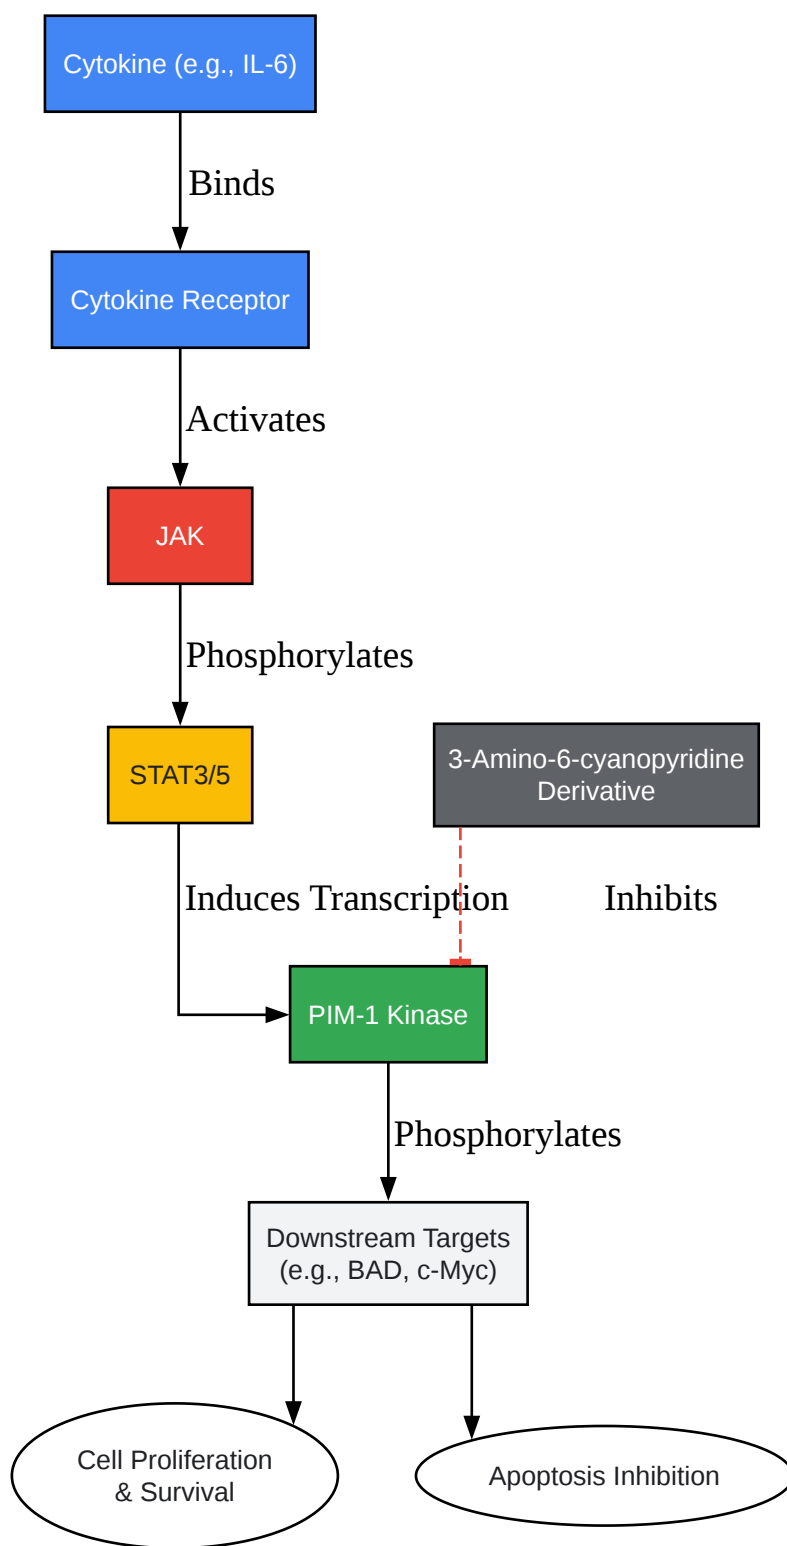 Cytokine (e.g., IL-6)
Binds
Cytokine Receptor
Activates
JAK
Phosphorylates
STAT3/5
3-Amino-6-cyanopyridine
Derivative
Induces Transcription
Inhibits
PIM-1 Kinase
Phosphorylates
Downstream Targets
(e.g., BAD, c-Myc)
Cell Proliferation
& Survival
Apoptosis Inhibition